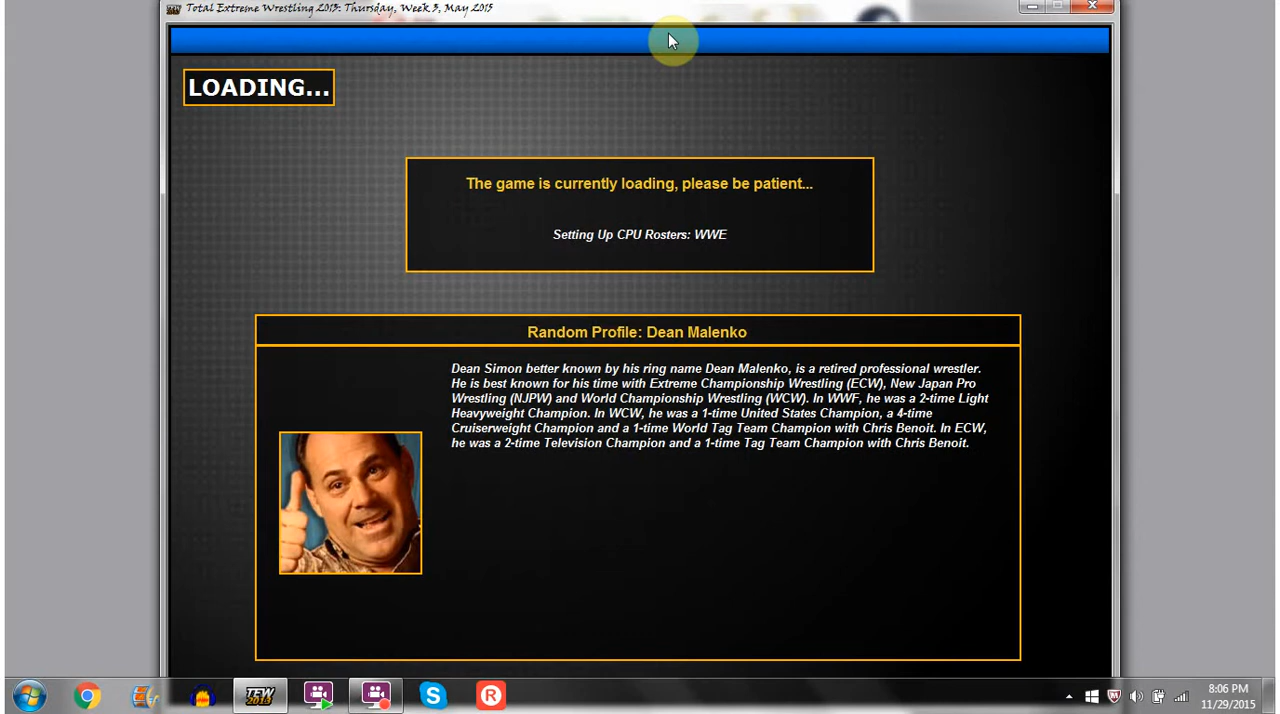 Total Extreme Wrestling 2013: Thursday, Week 3, May 2013
LOADING...
The game is currently loading, please be patient...
Setting Up CPU Rosters: WWE
Random Profile: Dean Malenko
Dean Simon better known by his ring name Dean Malenko, is a retired professional wrestler.
He is best known for his time with Extreme Championship Wrestling (ECW), New Japan Pro
Wrestling (NJPW) and World Championship Wrestling (WCW). In WWF, he was a 2-time Light
Heavyweight Champion. In WCW, he was a 1-time United States Champion, a 4-time
Cruiserweight Champion and a 1-time World Tag Team Champion with Chris Benoit. In ECW,
he was a 2-time Television Champion and a 1-time Tag Team Champion with Chris Benoit.
TEW
2013
S
R
8:06 PM
11/29/2015